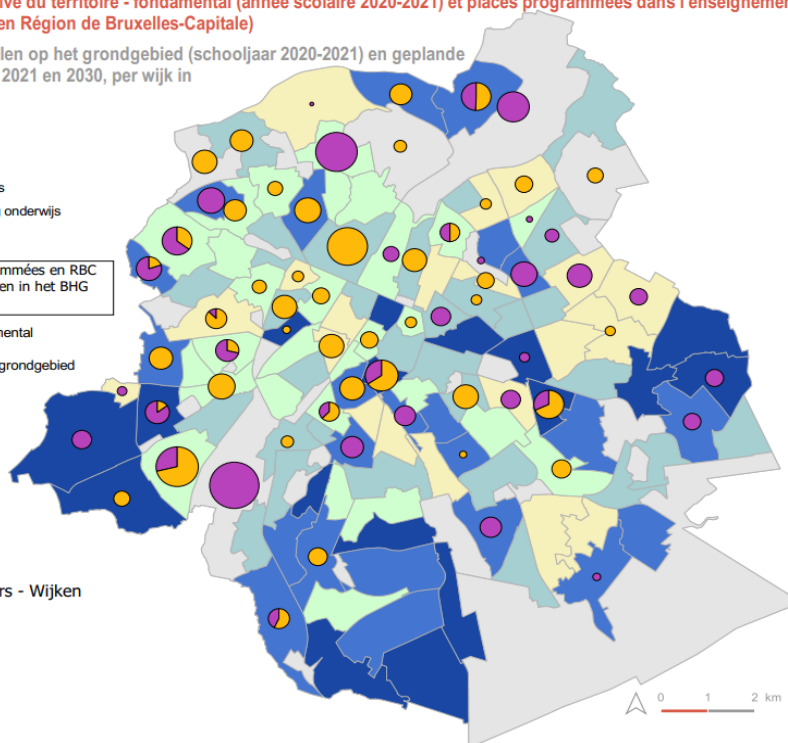 ve du territoire - fondamental (année scolaire 2020-2021) et places programmées dans l'enseignemen
en Région de Bruxelles-Capitale)
len op het grondgebied (schooljaar 2020-2021) en geplande
2021 en 2030, per wijk in
s
onderwijs
mmées en RBC
en in het BHG
nental
grondgebied
rs - Wijken
0 1 2 km